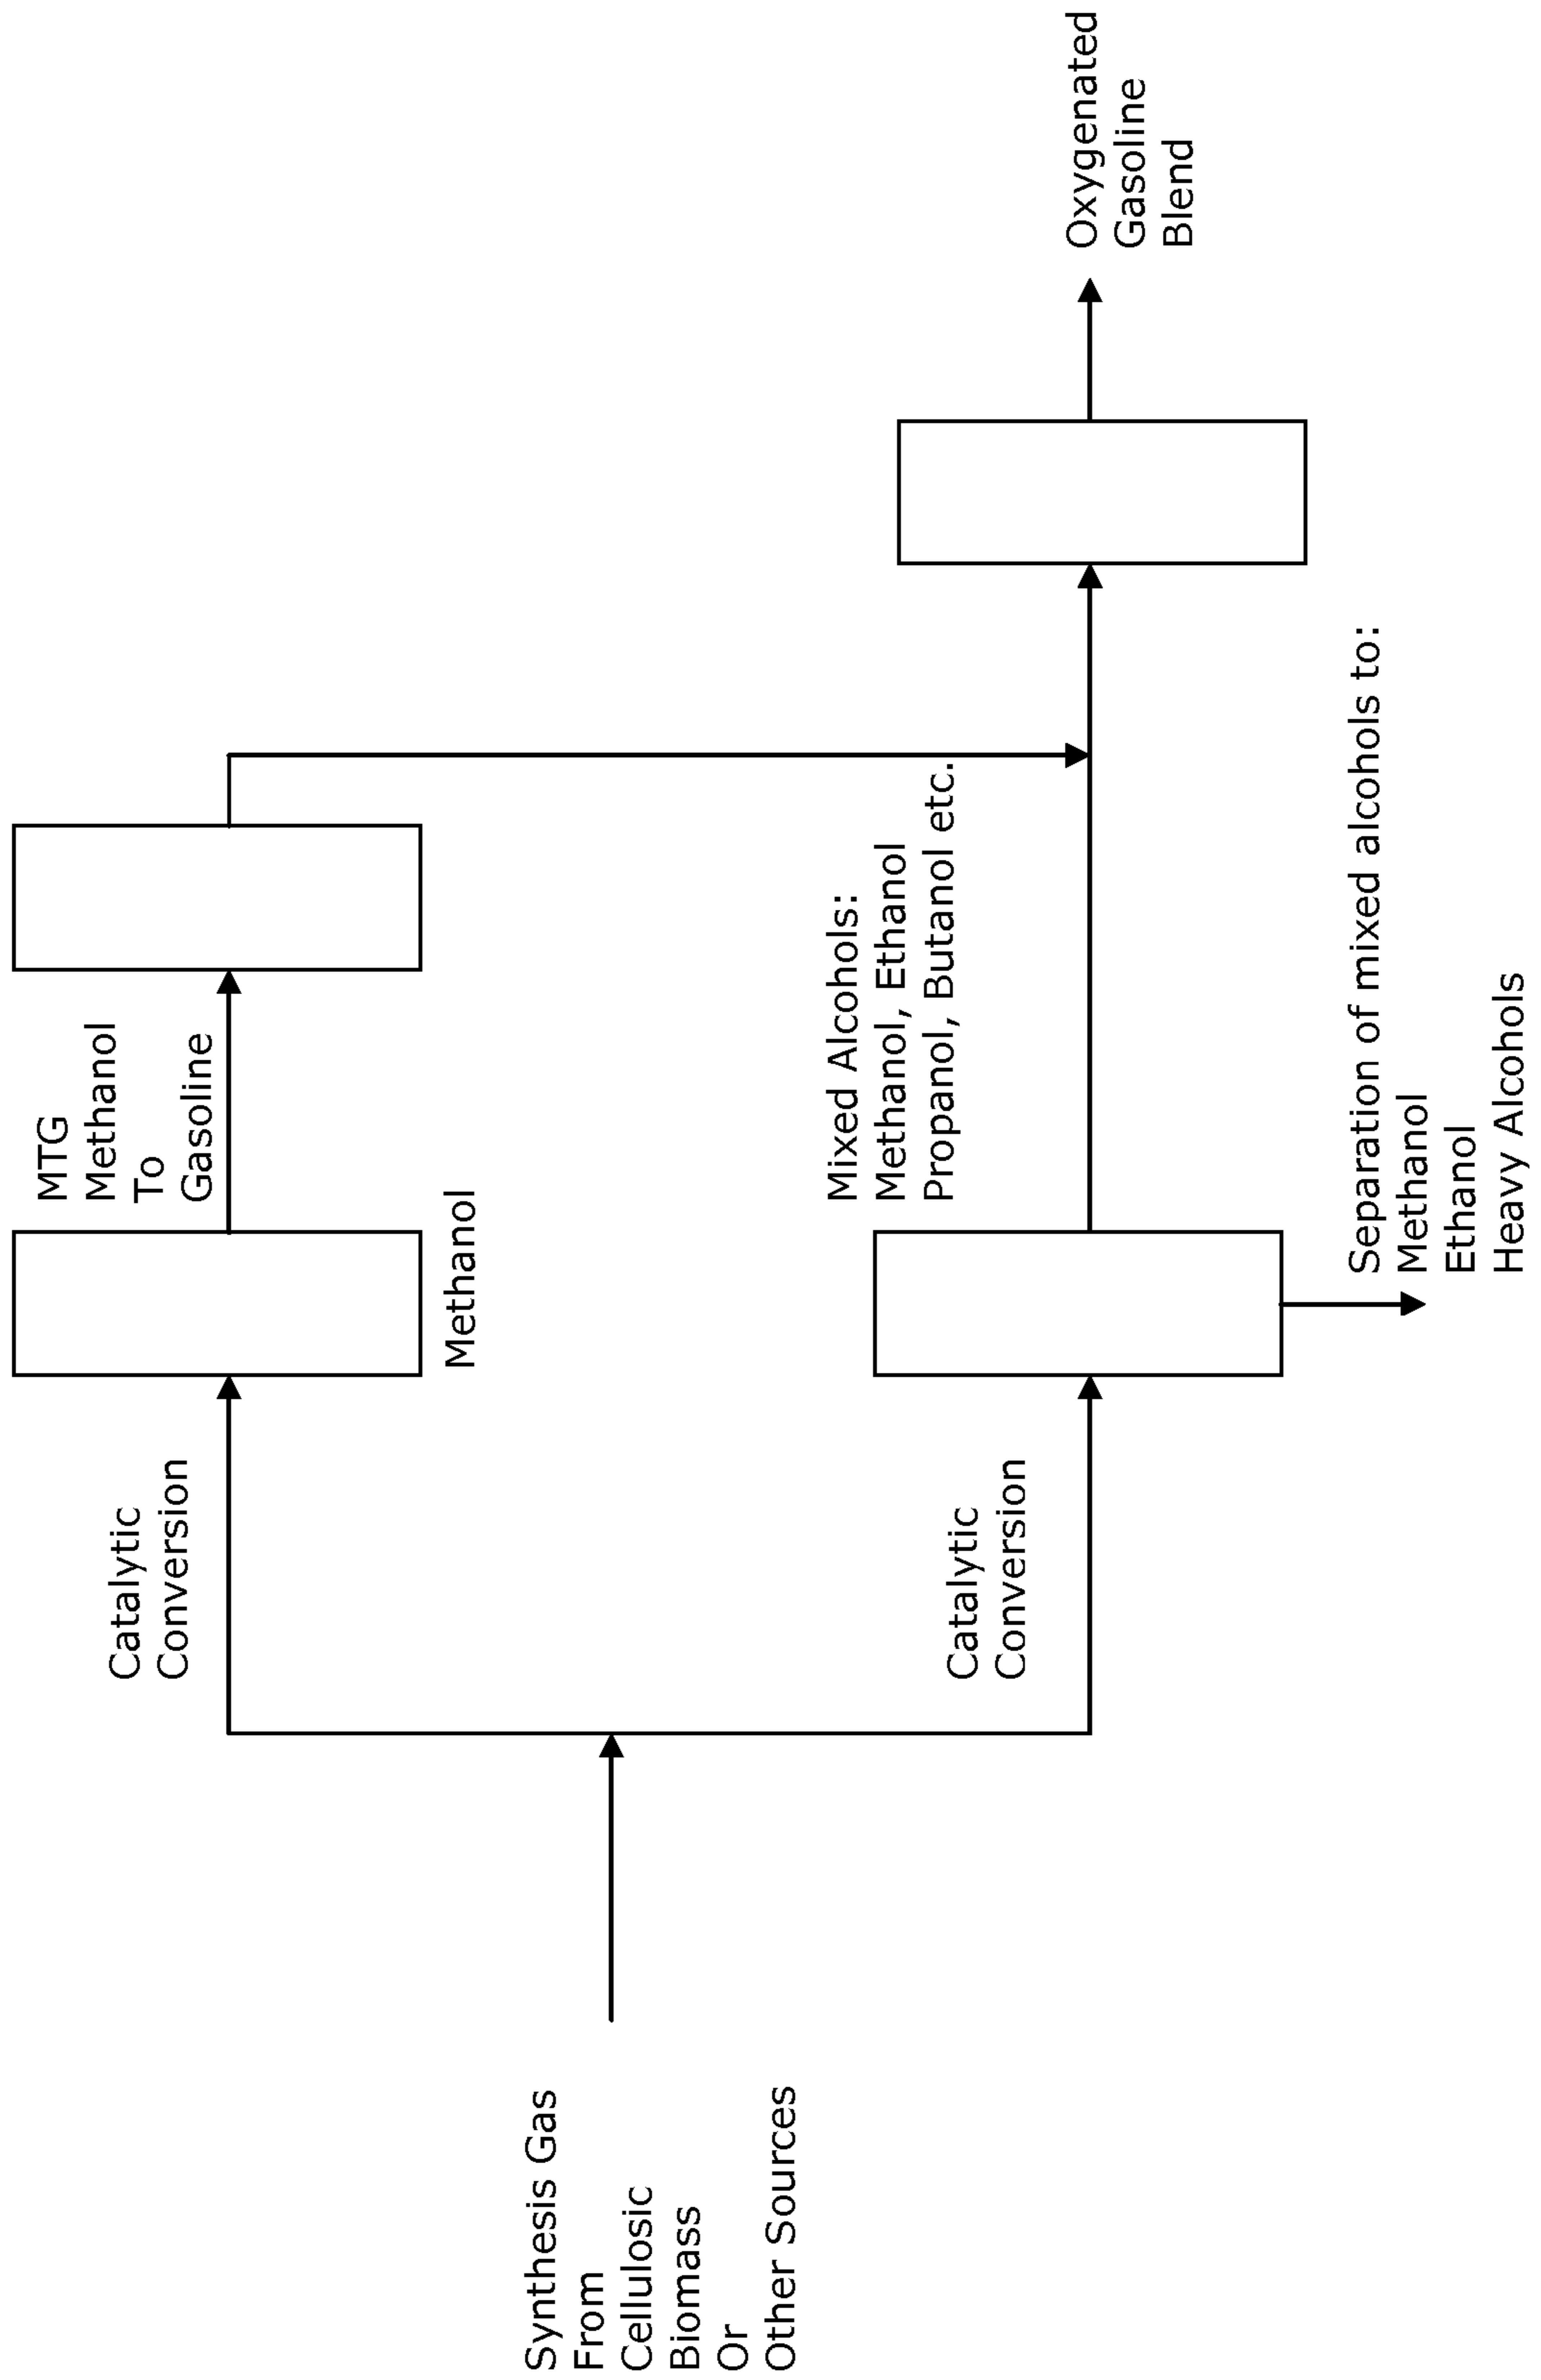 Synthesis Gas
From
Cellulosic
Biomass
Or
Other Sources
Catalytic
Conversion
Methanol
MTG
Methanol
To
Gasoline
Catalytic
Conversion
Mixed Alcohols:
Methanol, Ethanol
Propanol, Butanol etc.
Separation of mixed alcohols to:
Methanol
Ethanol
Heavy Alcohols
Oxygenated
Gasoline
Blend